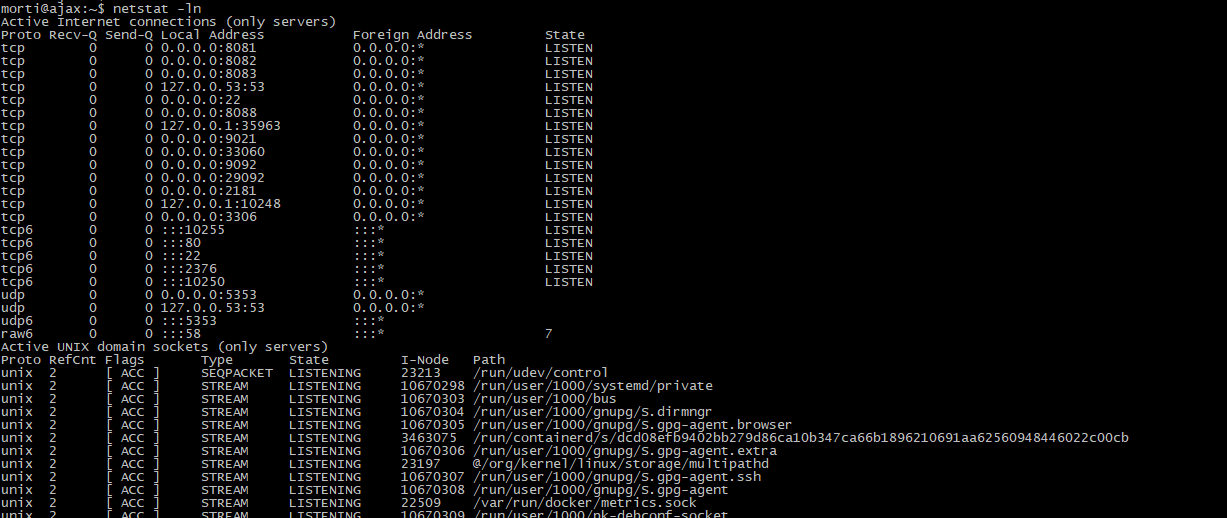 morti@ajax:~$ netstat -ln
Active Internet connections (only servers)
Proto Recv-Q Send-Q Local Address           Foreign Address         State
tcp        0      0 0.0.0.0:8081            0.0.0.0:*               LISTEN
tcp        0      0 0.0.0.0:8082            0.0.0.0:*               LISTEN
tcp        0      0 0.0.0.0:8083            0.0.0.0:*               LISTEN
tcp        0      0 127.0.0.53:53           0.0.0.0:*               LISTEN
tcp        0      0 0.0.0.0:22              0.0.0.0:*               LISTEN
tcp        0      0 0.0.0.0:8088            0.0.0.0:*               LISTEN
tcp        0      0 127.0.0.1:35963         0.0.0.0:*               LISTEN
tcp        0      0 0.0.0.0:9021            0.0.0.0:*               LISTEN
tcp        0      0 0.0.0.0:33060           0.0.0.0:*               LISTEN
tcp        0      0 0.0.0.0:9092            0.0.0.0:*               LISTEN
tcp        0      0 0.0.0.0:29092           0.0.0.0:*               LISTEN
tcp        0      0 0.0.0.0:2181            0.0.0.0:*               LISTEN
tcp        0      0 127.0.0.1:10248         0.0.0.0:*               LISTEN
tcp        0      0 0.0.0.0:3306            0.0.0.0:*               LISTEN
tcp6       0      0 :::10255                :::*                    LISTEN
tcp6       0      0 :::80                   :::*                    LISTEN
tcp6       0      0 :::22                   :::*                    LISTEN
tcp6       0      0 :::2376                 :::*                    LISTEN
tcp6       0      0 :::10250                :::*                    LISTEN
udp        0      0 0.0.0.0:5353            0.0.0.0:*
udp        0      0 127.0.0.53:53           0.0.0.0:*
udp6       0      0 :::5353                 :::*
raw6       0      0 :::58                   :::*                    7
Active UNIX domain sockets (only servers)
Proto RefCnt Flags       Type       State         I-Node   Path
unix  2      [ ACC ]     SEQPACKET  LISTENING     23213    /run/udev/control
unix  2      [ ACC ]     STREAM     LISTENING     10670298 /run/user/1000/systemd/private
unix  2      [ ACC ]     STREAM     LISTENING     10670303 /run/user/1000/bus
unix  2      [ ACC ]     STREAM     LISTENING     10670304 /run/user/1000/gnupg/S.dirmngr
unix  2      [ ACC ]     STREAM     LISTENING     10670305 /run/user/1000/gnupg/S.gpg-agent.browser
unix  2      [ ACC ]     STREAM     LISTENING     3463075  /run/containerd/s/dcd08efb9402bb279d86ca10b347ca66b1896210691aa62560948446022c00cb
unix  2      [ ACC ]     STREAM     LISTENING     10670306 /run/user/1000/gnupg/S.gpg-agent.extra
unix  2      [ ACC ]     STREAM     LISTENING     23197    @/org/kernel/linux/storage/multipathd
unix  2      [ ACC ]     STREAM     LISTENING     10670307 /run/user/1000/gnupg/S.gpg-agent.ssh
unix  2      [ ACC ]     STREAM     LISTENING     10670308 /run/user/1000/gnupg/S.gpg-agent
unix  2      [ ACC ]     STREAM     LISTENING     22509    /var/run/docker/metrics.sock
unix  2      [ ACC ]     STREAM     LISTENING     10670309 /run/user/1000/pk-debconf-socket